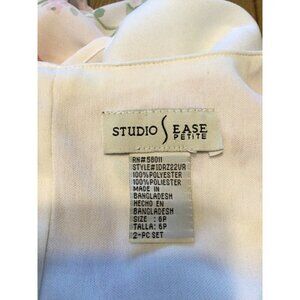 STUDIO EASE
PETITE
RN#58011
STYLE#1DRZ22VR
100%POLYESTER
100%POLIESTER
MADE IN
BANGLADESH
HECHO EN
BANGLADESH
SIZE : 6P
TALLA: 6P
2-PC SET